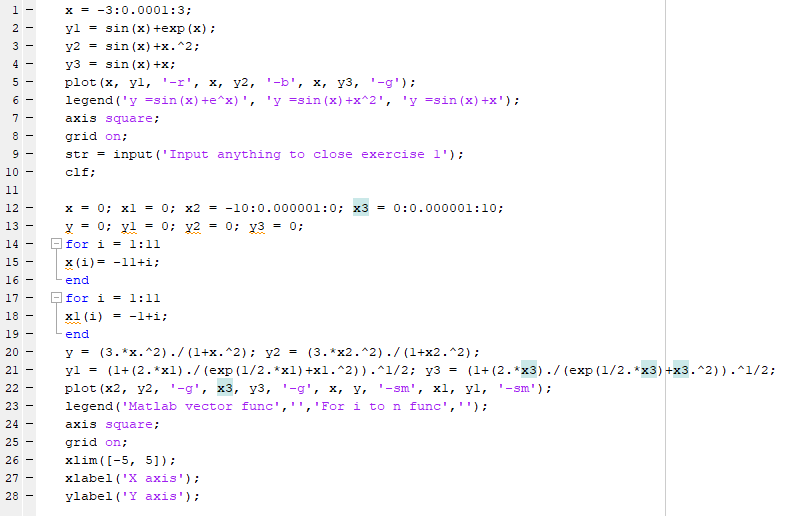 1 – x = -3:0.0001:3;
2 – y1 = sin(x)+exp(x);
3 – y2 = sin(x)+x.^2;
4 – y3 = sin(x)+x;
5 – plot(x, y1, '-r', x, y2, '-b', x, y3, '-g');
6 – legend('y =sin(x)+e^x)', 'y =sin(x)+x^2', 'y =sin(x)+x');
7 – axis square;
8 – grid on;
9 – str = input('Input anything to close exercise 1');
10 – clf;
11
12 – x = 0; x1 = 0; x2 = -10:0.000001:0; x3 = 0:0.000001:10;
13 – y = 0; y1 = 0; y2 = 0; y3 = 0;
14 – for i = 1:11
15 – x(i)= -11+i;
16 – end
17 – for i = 1:11
18 – x1(i) = -1+i;
19 – end
20 – y = (3.*x.^2)./(1+x.^2); y2 = (3.*x2.^2)./(1+x2.^2);
21 – y1 = (1+(2.*x1)./(exp(1/2.*x1)+x1.^2)).^1/2; y3 = (1+(2.*x3)./(exp(1/2.*x3)+x3.^2)).^1/2;
22 – plot(x2, y2, '-g', x3, y3, '-g', x, y, '-sm', x1, y1, '-sm');
23 – legend('Matlab vector func','','For i to n func','');
24 – axis square;
25 – grid on;
26 – xlim([-5, 5]);
27 – xlabel('X axis');
28 – ylabel('Y axis');